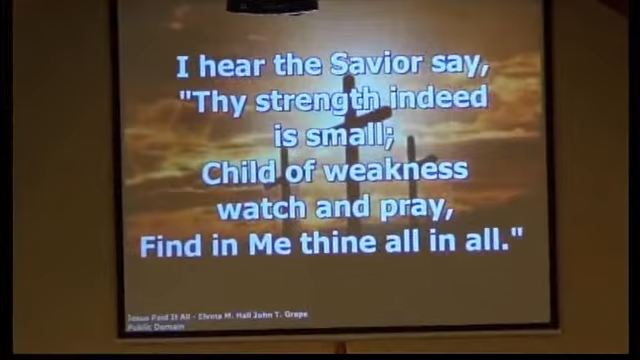 I hear the Savior say,
"Thy strength indeed
is small;
Child of weakness
watch and pray,
Find in Me thine all in all."
Jesus Paid It All - Elvina M. Hall John T. Grape
Public Domain